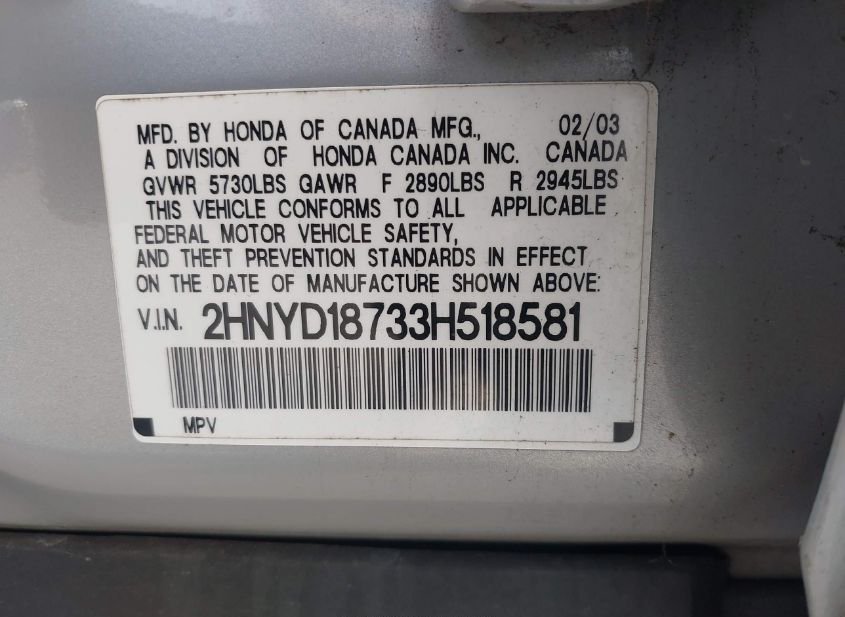 MFD. BY HONDA OF CANADA MFG., 02/03
A DIVISION OF HONDA CANADA INC. CANADA
GVWR 5730LBS GAWR F 2890LBS R 2945LBS
THIS VEHICLE CONFORMS TO ALL APPLICABLE
FEDERAL MOTOR VEHICLE SAFETY,
AND THEFT PREVENTION STANDARDS IN EFFECT
ON THE DATE OF MANUFACTURE SHOWN ABOVE:
V.I.N. 2HNYD18733H518581
MPV